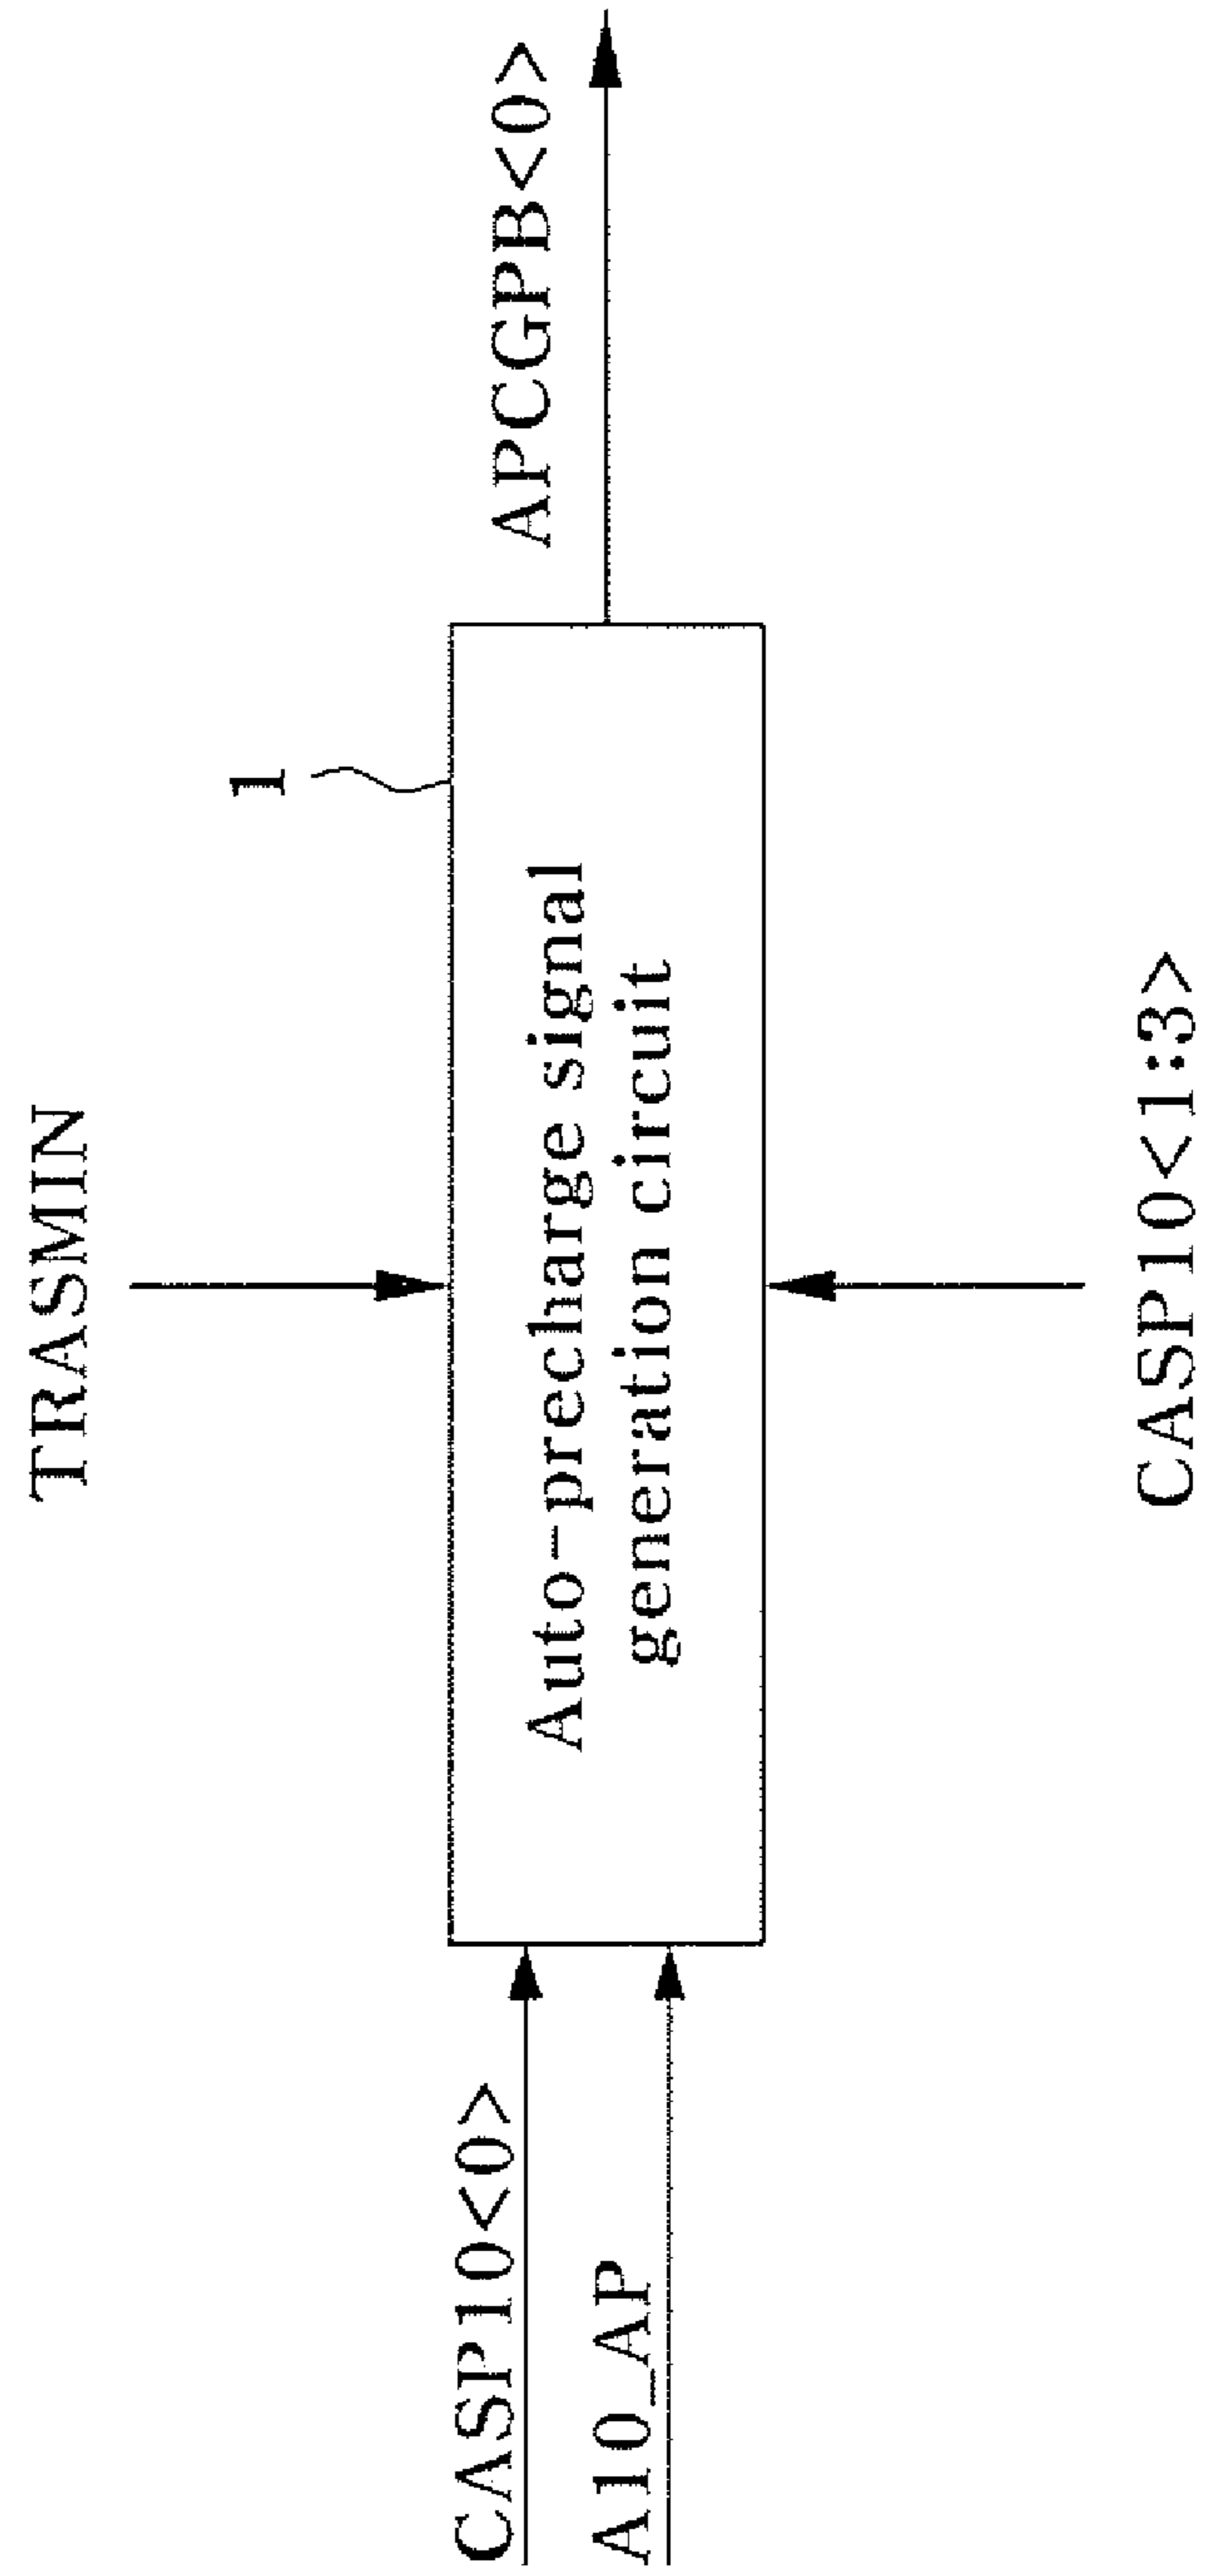 TRASMIN
1
CASP10<0>
A10_AP
Auto-precharge signal
generation circuit
APCGPB<0>
CASP10<1:3>